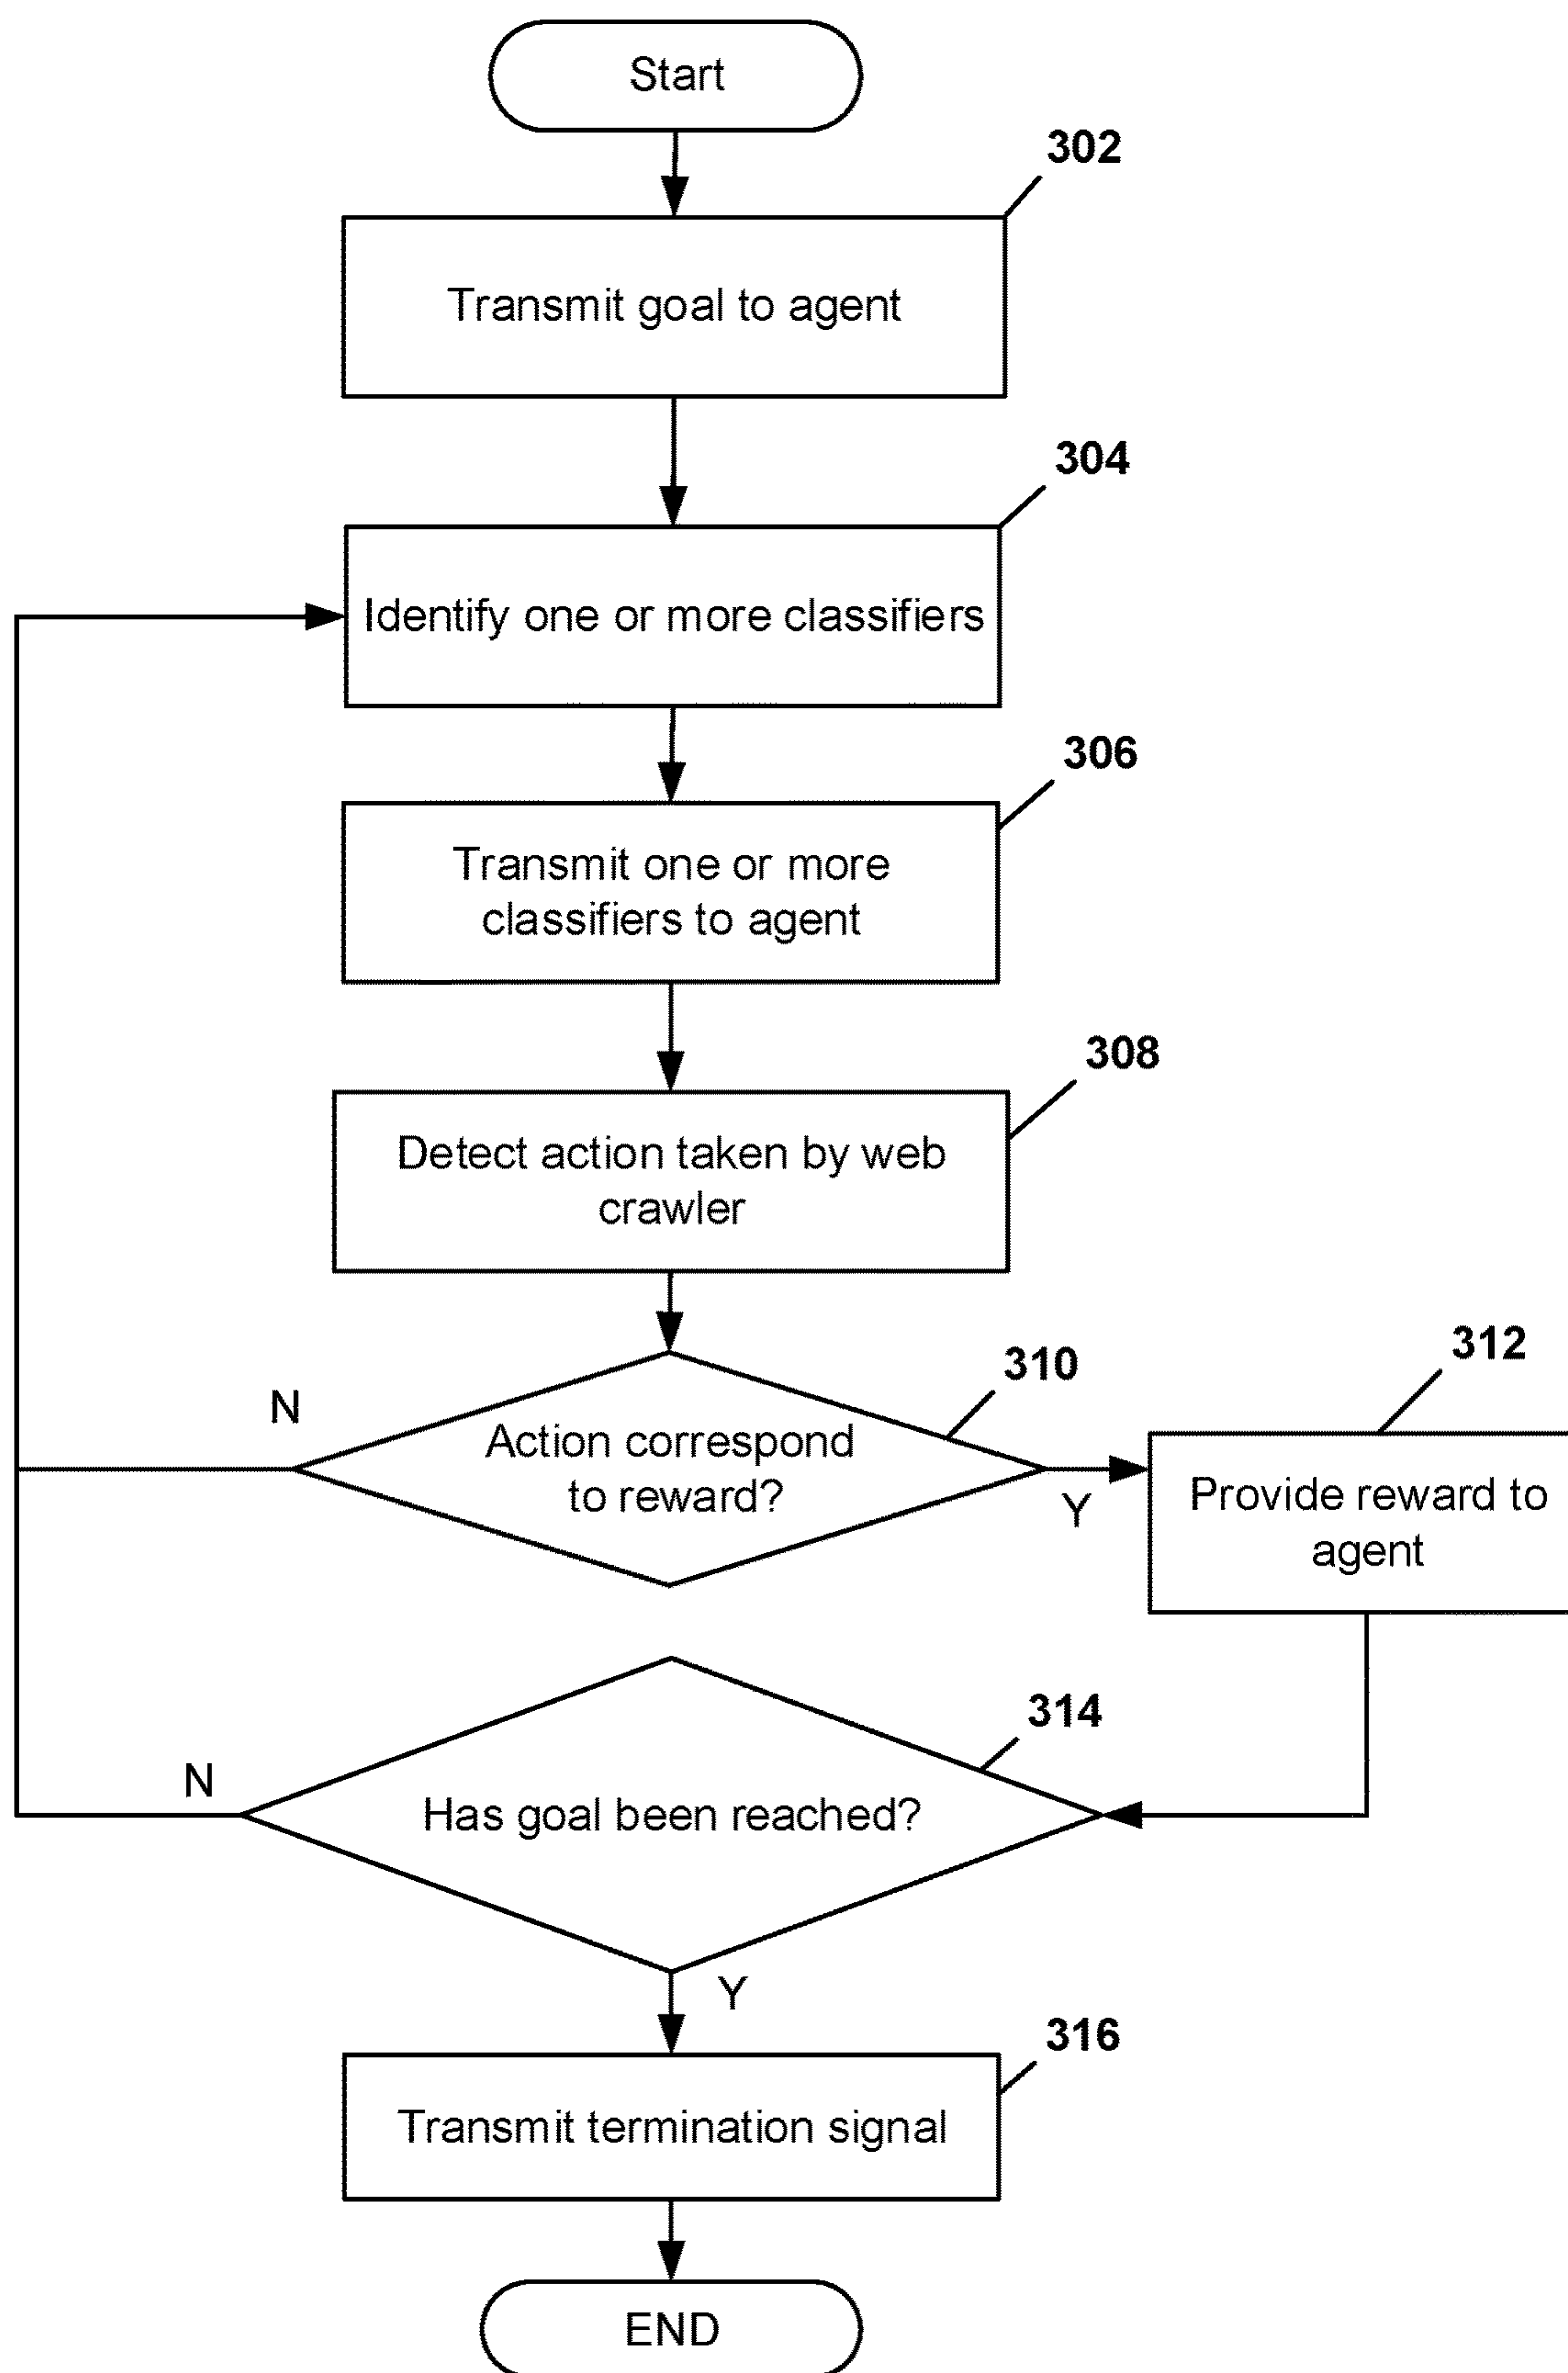 Start
302
Transmit goal to agent
304
Identify one or more classifiers
306
Transmit one or more
classifiers to agent
308
Detect action taken by web
crawler
310
N
Action correspond
to reward?
Y
312
Provide reward to
agent
314
N
Has goal been reached?
Y
316
Transmit termination signal
END